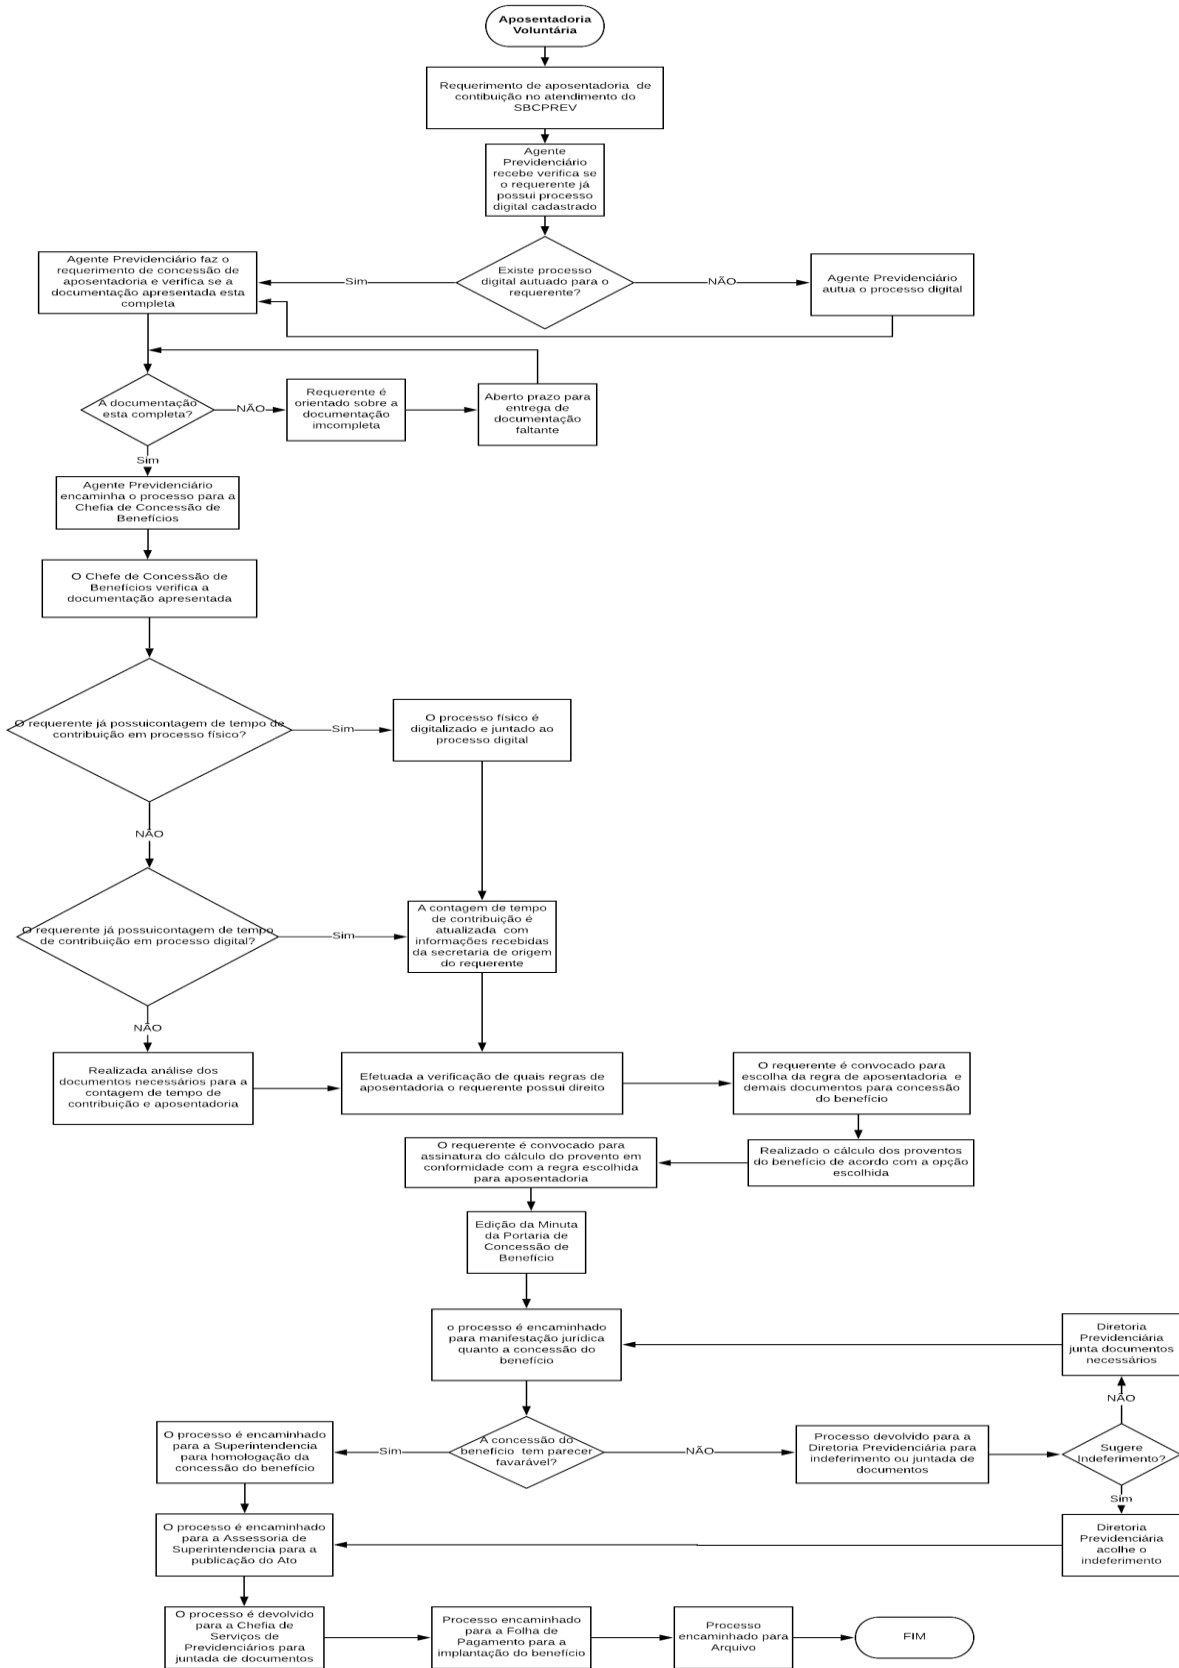 Aposentadoria
Voluntária
Requerimento de aposentadoria de
contibuição no atendimento do
SBCPREV
Agente
Previdenciário
recebe verifica se
o requerente já
possui processo
digital cadastrado
Existe processo
digital autuado para o
requerente?
Sim
NÃO
Agente Previdenciário faz o
requerimento de concessão de
aposentadoria e verifica se a
documentação apresentada esta
completa
Agente Previdenciário
autua o processo digital
A documentação
esta completa?
NÃO
Requerente é
orientado sobre a
documentação
imcompleta
Aberto prazo para
entrega de
documentação
faltante
Sim
Agente Previdenciário
encaminha o processo para a
Chefia de Concessão de
Benefícios
O Chefe de Concessão de
Benefícios verifica a
documentação apresentada
O requerente já possuicontagem de tempo de
contribuição em processo físico?
Sim
O processo físico é
digitalizado e juntado ao
processo digital
NÃO
O requerente já possuicontagem de tempo
de contribuição em processo digital?
Sim
A contagem de tempo
de contribuição é
atualizada com
informações recebidas
da secretaria de origem
do requerente
NÃO
Realizada análise dos
documentos necessários para a
contagem de tempo de
contribuição e aposentadoria
Efetuada a verificação de quais regras de
aposentadoria o requerente possui direito
O requerente é convocado para
escolha da regra de aposentadoria e
demais documentos para concessão
do benefício
Realizado o cálculo dos proventos
do benefício de acordo com a opção
escolhida
O requerente é convocado para
assinatura do cálculo do provento em
conformidade com a regra escolhida
para aposentadoria
Edição da Minuta
da Portaria de
Concessão de
Benefício
o processo é encaminhado
para manifestação jurídica
quanto a concessão do
benefício
Diretoria
Previdenciária
junta documentos
necessários
NÃO
A concessão do
benefício tem parecer
favarável?
Sim
NÃO
O processo é encaminhado
para a Superintendencia
para homologação da
concessão do benefício
Processo devolvido para a
Diretoria Previdenciária para
indeferimento ou juntada de
documentos
Sugere
Indeferimento?
Sim
Diretoria
Previdenciária
acolhe o
indeferimento
O processo é encaminhado
para a Assessoria de
Superintendencia para a
publicação do Ato
O processo é devolvido
para a Chefia de
Serviços de
Previdenciários para
juntada de documentos
Processo encaminhado
para a Folha de
Pagamento para a
implantação do benefício
Processo
encaminhado para
Arquivo
FIM